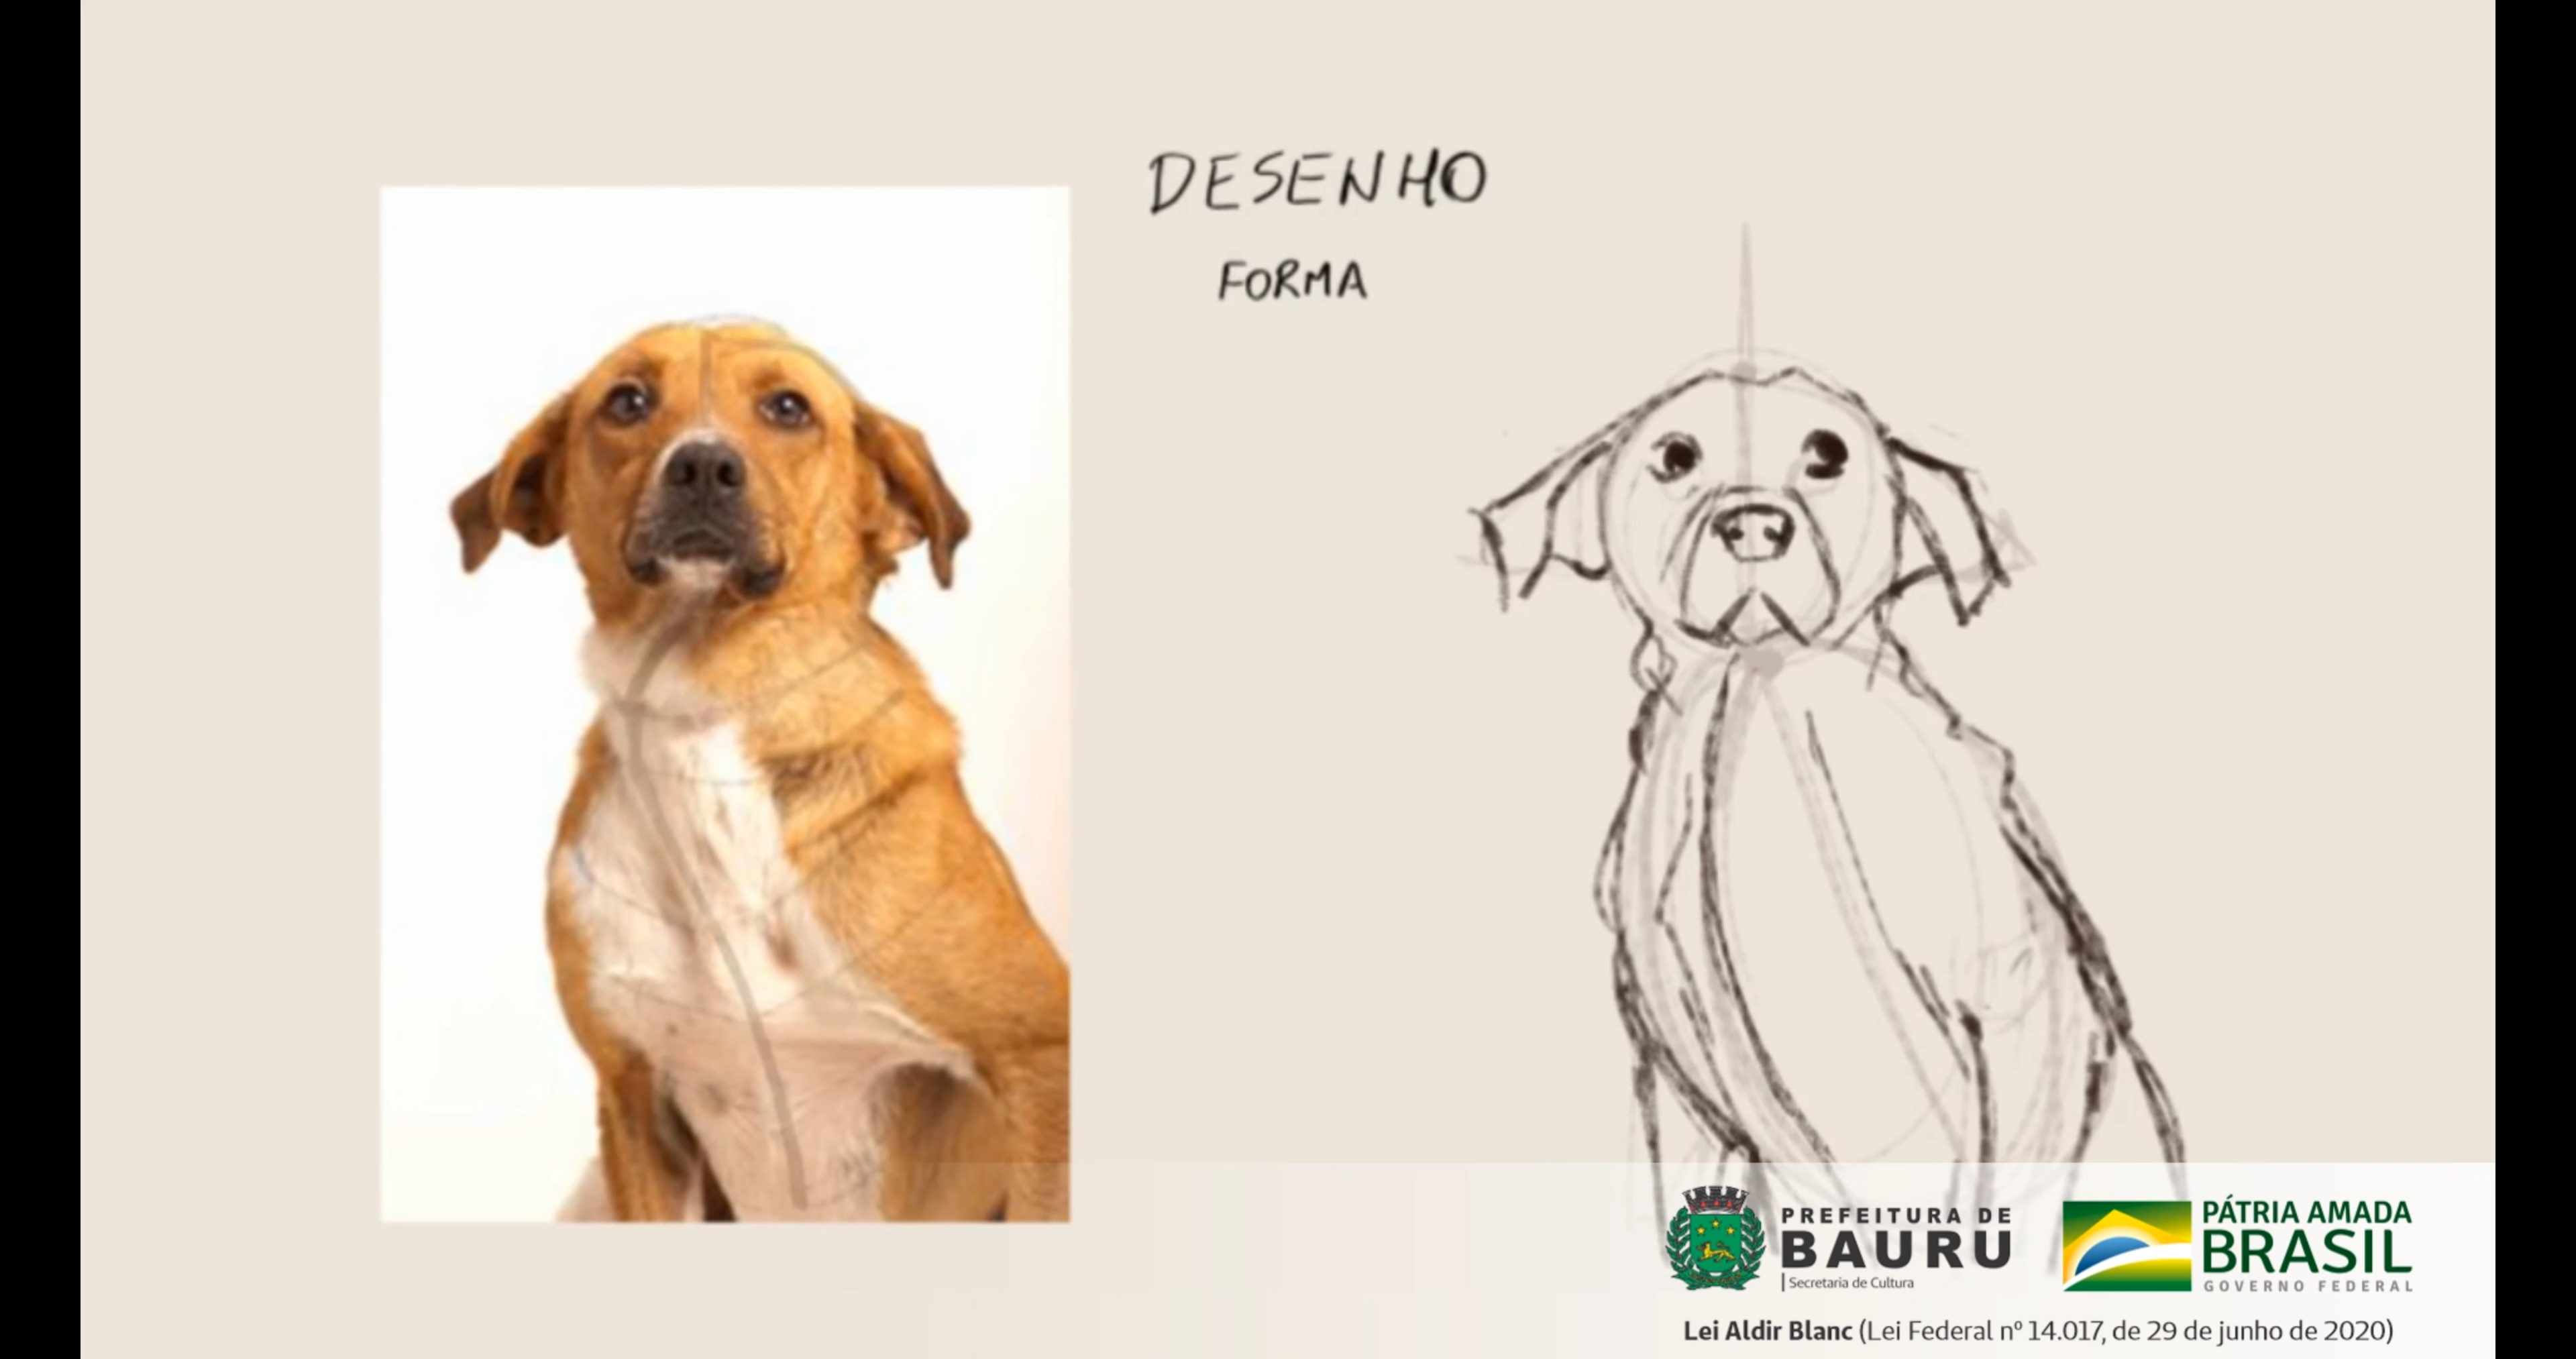 DESENHO
FORMA
PREFEITURA DE
BAURU
Secretaria de Cultura
PÁTRIA AMADA
BRASIL
GOVERNO FEDERAL
Lei Aldir Blanc (Lei Federal nº 14.017, de 29 de junho de 2020)